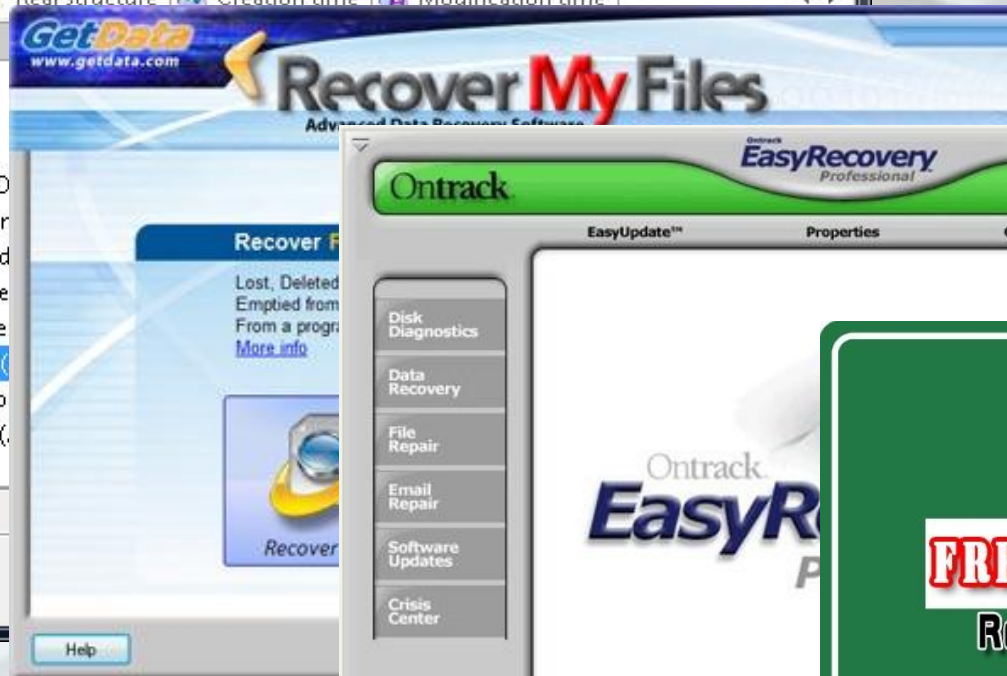 GetData
www.getdata.com
Recover My Files
Advanced Data Recovery Software
Recover
Lost, Deleted
Emptied from
From a
More info
Recover
Help
Ontrack
EasyRecovery
Professional
Ontrack
EasyUpdate™
Properties
Disk
Diagnostics
Data
Recovery
File
Repair
Email
Repair
Software
Updates
Crisis
Center
Ontrack